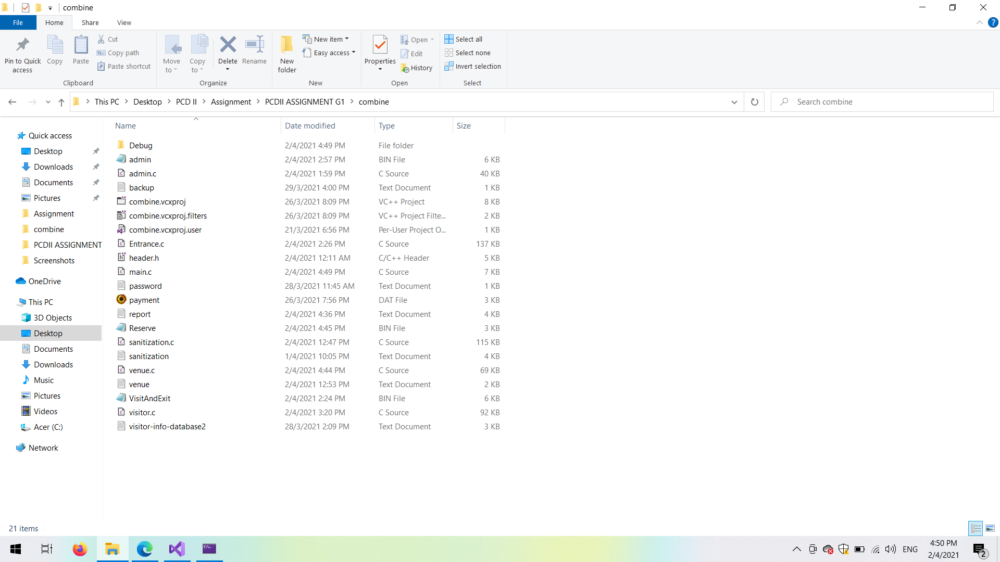 combine
File Home Share View
Pin to Quick access
Copy
Paste
Cut
Copy path
Paste shortcut
Clipboard
Move to
Copy to
Delete
Rename
Organize
New folder
New item
Easy access
New
Properties
Open
Edit
History
Open
Select all
Select none
Invert selection
Select
This PC > Desktop > PCD II > Assignment > PCDII ASSIGNMENT G1 > combine
Search combine
Quick access
Desktop
Downloads
Documents
Pictures
Assignment
combine
PCDII ASSIGNMENT
Screenshots
OneDrive
This PC
3D Objects
Desktop
Documents
Downloads
Music
Pictures
Videos
Acer (C:)
Network
Name Date modified Type Size
Debug 2/4/2021 4:49 PM File folder
admin 2/4/2021 2:57 PM BIN File 6 KB
admin.c 2/4/2021 1:59 PM C Source 40 KB
backup 29/3/2021 4:00 PM Text Document 1 KB
combine.vcxproj 26/3/2021 8:09 PM VC++ Project 8 KB
combine.vcxproj.filters 26/3/2021 8:09 PM VC++ Project Filte... 2 KB
combine.vcxproj.user 21/3/2021 6:56 PM Per-User Project O... 1 KB
Entrance.c 2/4/2021 2:26 PM C Source 137 KB
header.h 2/4/2021 12:11 AM C/C++ Header 5 KB
main.c 2/4/2021 4:49 PM C Source 7 KB
password 28/3/2021 11:45 AM Text Document 1 KB
payment 26/3/2021 7:56 PM DAT File 3 KB
report 2/4/2021 4:36 PM Text Document 4 KB
Reserve 2/4/2021 4:45 PM BIN File 3 KB
sanitization.c 2/4/2021 12:47 PM C Source 115 KB
sanitization 1/4/2021 10:05 PM Text Document 4 KB
venue.c 2/4/2021 4:44 PM C Source 69 KB
venue 2/4/2021 12:53 PM Text Document 2 KB
VisitAndExit 2/4/2021 2:24 PM BIN File 6 KB
visitor.c 2/4/2021 3:20 PM C Source 92 KB
visitor-info-database2 28/3/2021 2:09 PM Text Document 3 KB
21 items
ENG
4:50 PM
2/4/2021
2